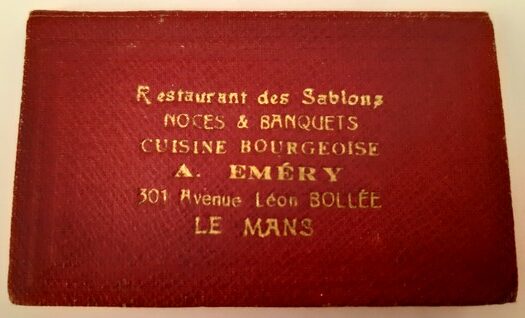 Restaurant des Sablons
NOCES & BANQUETS
CUISINE BOURGEOISE
A. EMÉRY
301 Avenue Léon BOLLÉE
LE MANS